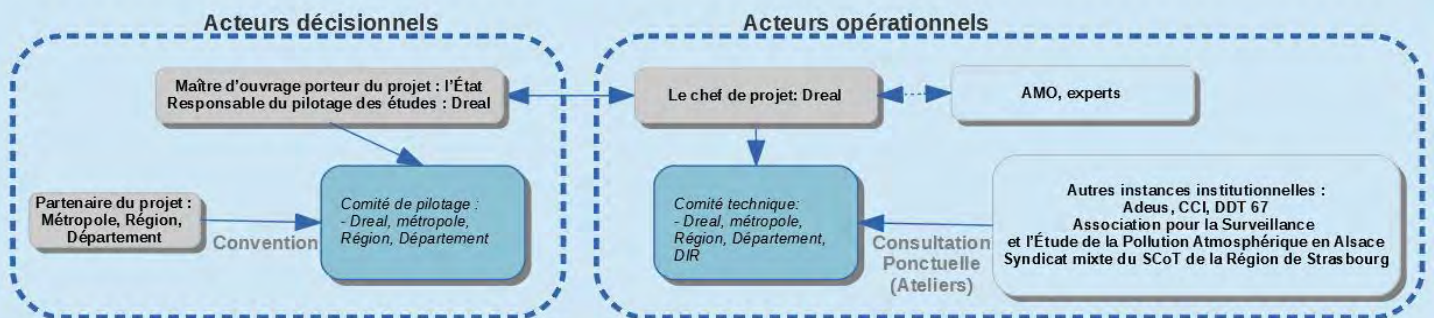 Acteurs décisionnels
Maître d'ouvrage porteur du projet : l'État
Responsable du pilotage des études : Dreal
Partenaire du projet :
Métropole, Région,
Département
Convention
Comité de pilotage :
- Dreal, métropole,
Région, Département
Acteurs opérationnels
Le chef de projet: Dreal
AMO, experts
Comité technique:
- Dreal, métropole,
Région, Département,
DIR
Consultation
Ponctuelle
(Ateliers)
Autres instances institutionnelles :
Adeus, CCI, DDT 67
Association pour la Surveillance
et l'Étude de la Pollution Atmosphérique en Alsace
Syndicat mixte du SCoT de la Région de Strasbourg